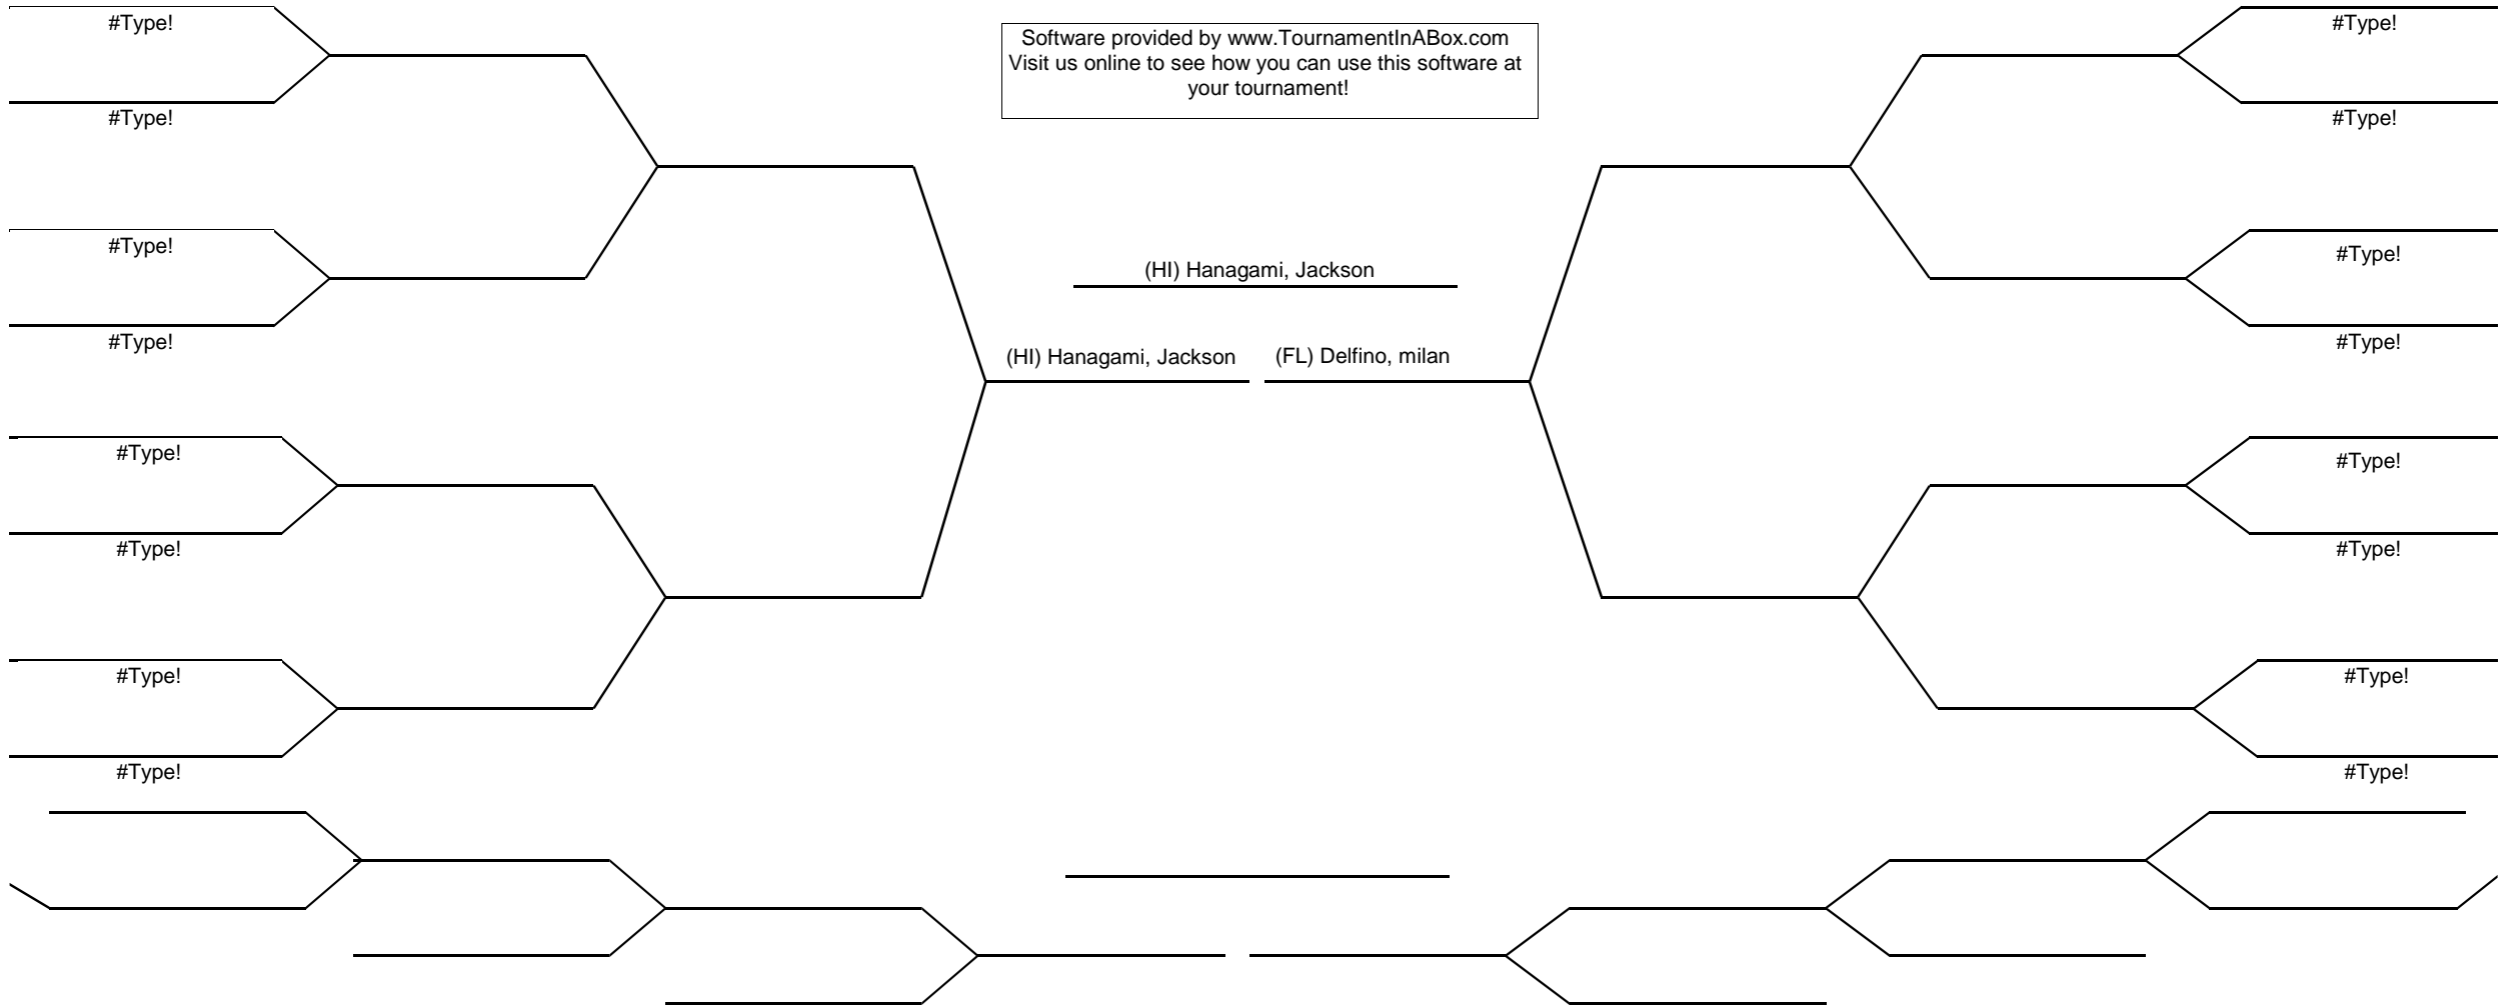 #Type!
Software provided by www.TournamentInABox.com
Visit us online to see how you can use this software at
your tournament!
#Type!
#Type!
#Type!
#Type!
#Type!
(HI) Hanagami, Jackson
#Type!
#Type!
#Type!
(HI) Hanagami, Jackson
(FL) Delfino, milan
#Type!
#Type!
#Type!
#Type!
#Type!
#Type!
#Type!
#Type!